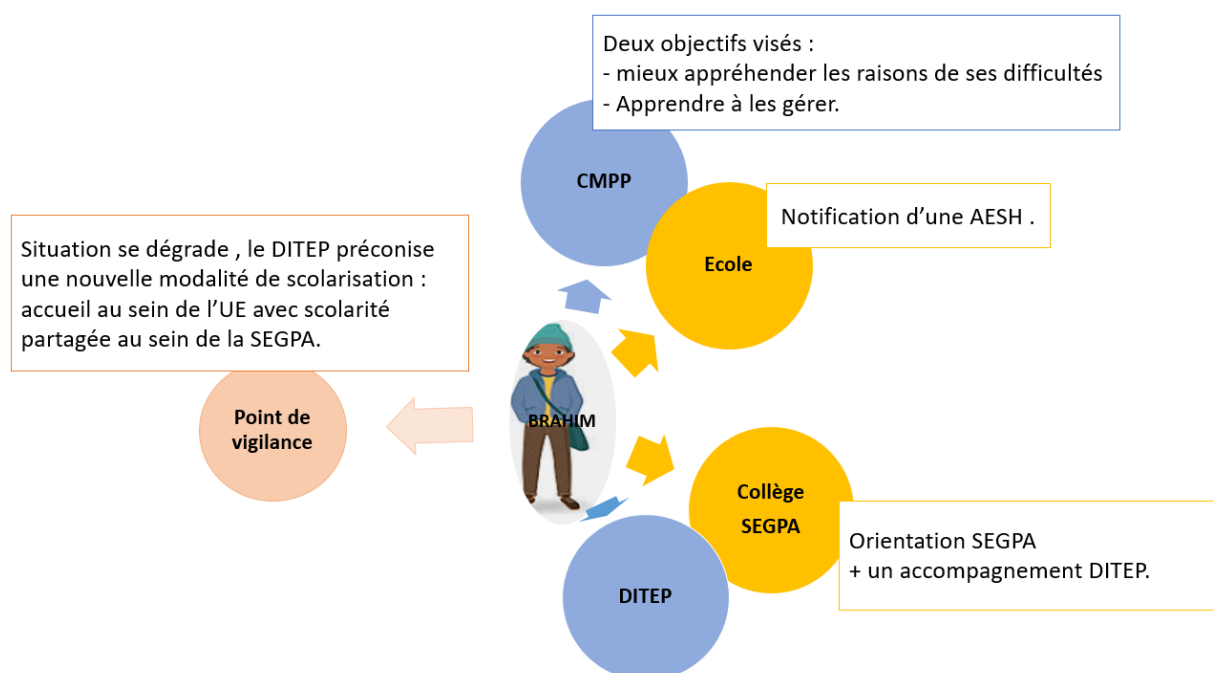 Deux objectifs visés :
- mieux appréhender les raisons de ses difficultés
- Apprendre à les gérer.
CMPP
Notification d’une AESH .
Ecole
Situation se dégrade , le DITEP préconise
une nouvelle modalité de scolarisation :
accueil au sein de l’UE avec scolarité
partagée au sein de la SEGPA.
Point de
vigilance
BRAHIM
Collège
SEGPA
Orientation SEGPA
+ un accompagnement DITEP.
DITEP